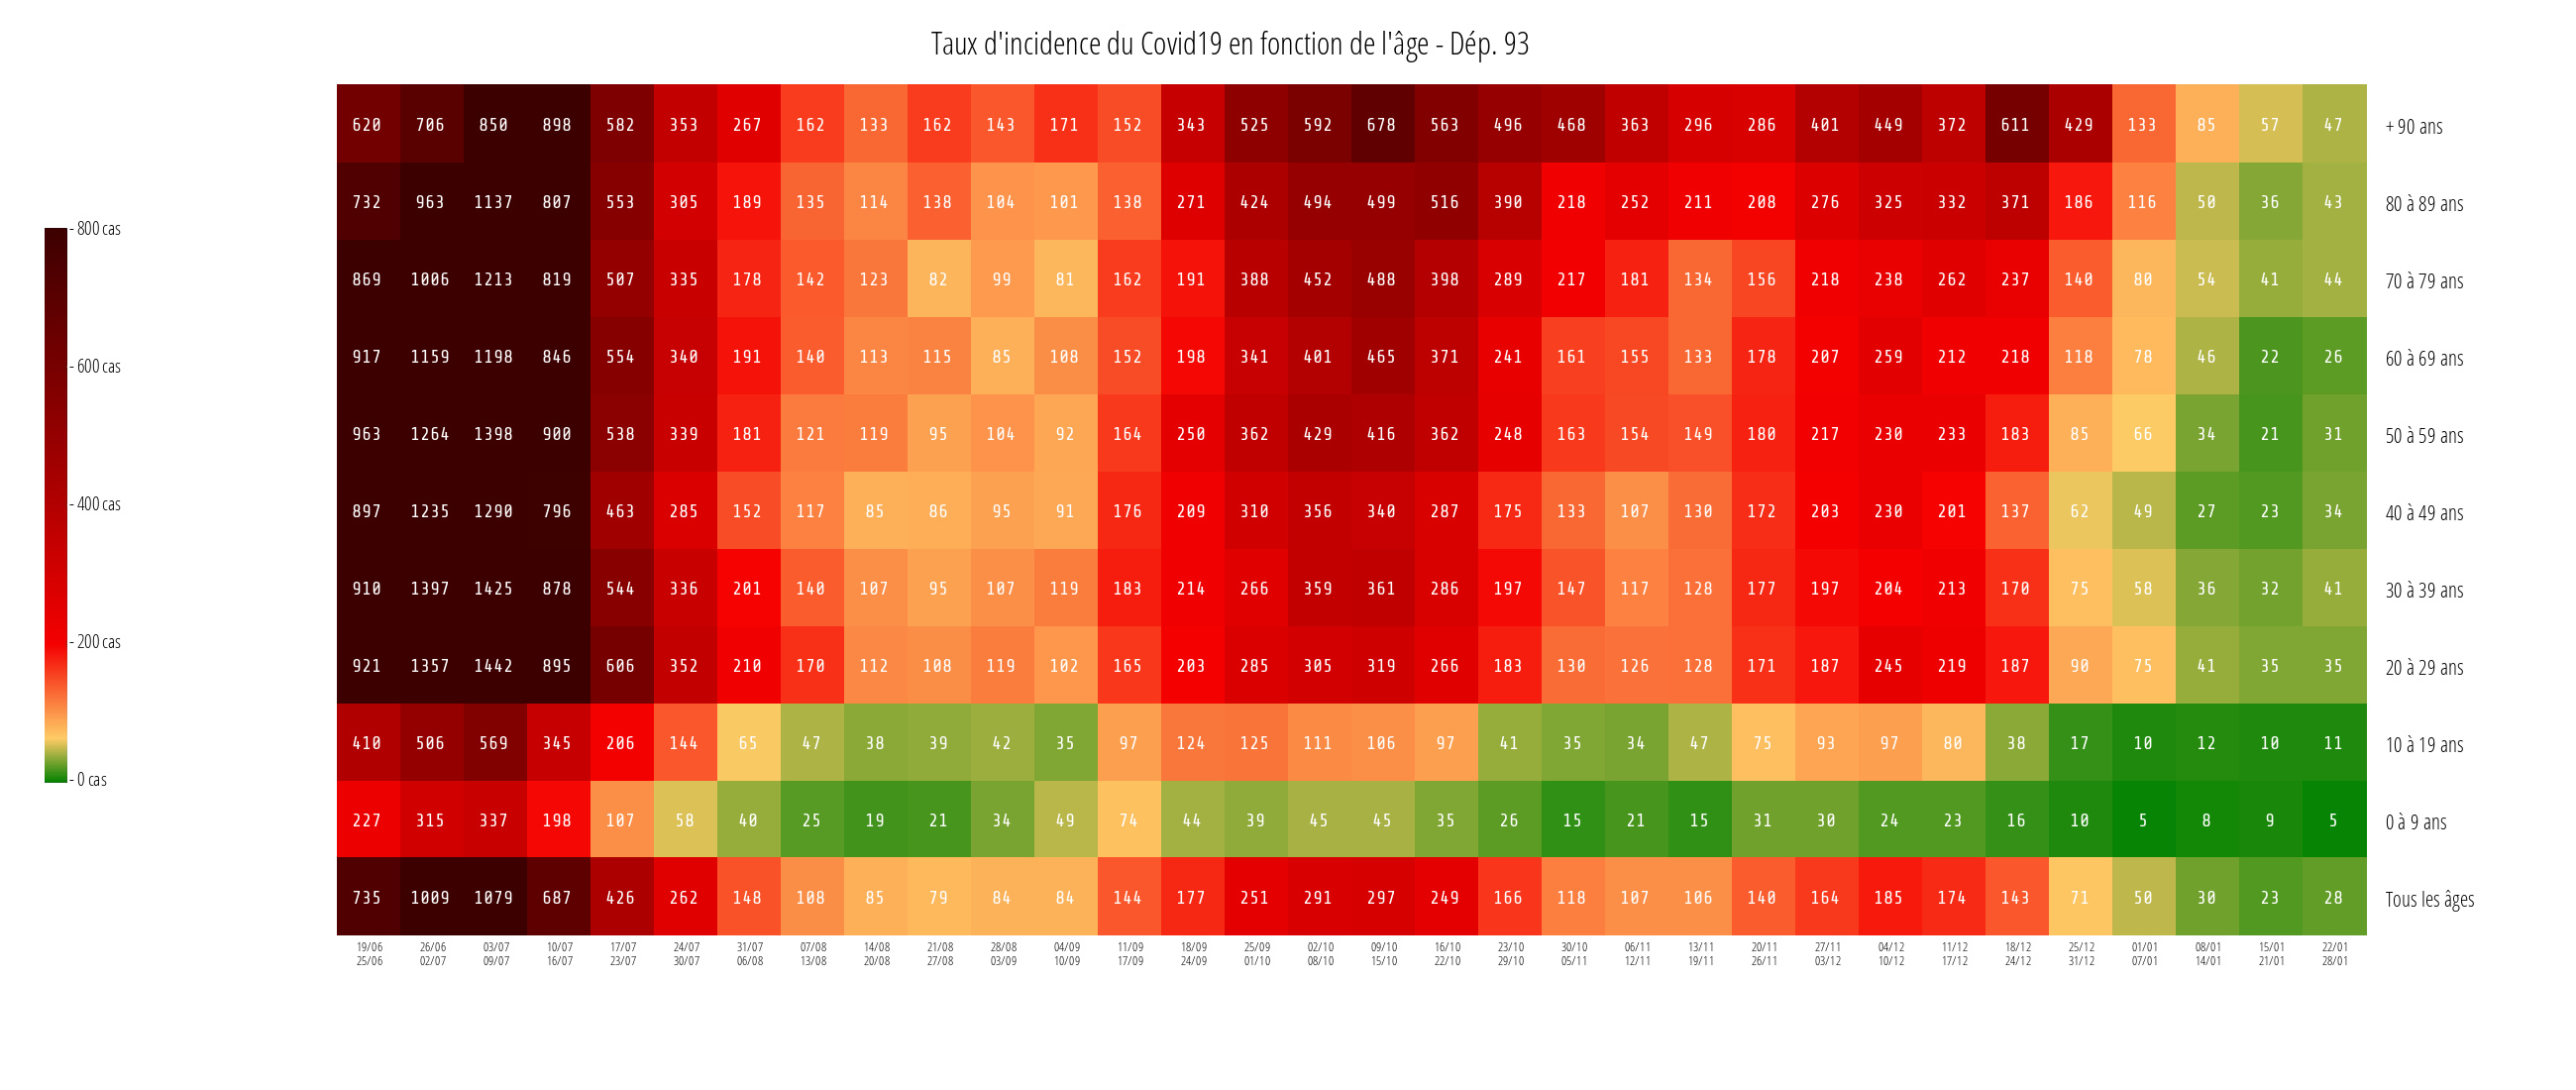 Taux d'incidence du Covid19 en fonction de l'âge - Dép. 93
620 706 850 898 582 353 267 162 133 162 143 171 152 343 525 592 678 563 496 468 363 296 286 401 449 372 611 429 133 85 57 47 + 90 ans
732 963 1137 807 553 305 189 135 114 138 104 101 138 271 424 494 499 516 390 218 252 211 208 276 325 332 371 186 116 50 36 43 80 à 89 ans
869 1006 1213 819 507 335 178 142 123 82 99 81 162 191 388 452 488 398 289 217 181 134 156 218 238 262 237 140 80 54 41 44 70 à 79 ans
917 1159 1198 846 554 340 191 140 113 115 85 108 152 198 341 401 465 371 241 161 155 133 178 207 259 212 218 118 78 46 22 26 60 à 69 ans
963 1264 1398 900 538 339 181 121 119 95 104 92 164 250 362 429 416 362 248 163 154 149 180 217 230 233 183 85 66 34 21 31 50 à 59 ans
897 1235 1290 796 463 285 152 117 85 86 95 91 176 209 310 356 340 287 175 133 107 130 172 203 230 201 137 62 49 27 23 34 40 à 49 ans
910 1397 1425 878 544 336 201 140 107 95 107 119 183 214 266 359 361 286 197 147 117 128 177 197 204 213 170 75 58 36 32 41 30 à 39 ans
921 1357 1442 895 606 352 210 170 112 108 119 102 165 203 285 305 319 266 183 130 126 128 171 187 245 219 187 90 75 41 35 35 20 à 29 ans
410 506 569 345 206 144 65 47 38 39 42 35 97 124 125 111 106 97 41 35 34 47 75 93 97 80 38 17 10 12 10 11 10 à 19 ans
227 315 337 198 107 58 40 25 19 21 34 49 74 44 39 45 45 35 26 15 21 15 31 30 24 23 16 10 5 8 9 5 0 à 9 ans
735 1009 1079 687 426 262 148 108 85 79 84 84 144 177 251 291 297 249 166 118 107 106 140 164 185 174 143 71 50 30 23 28 Tous les âges
19/06 26/06 03/07 10/07 17/07 24/07 31/07 07/08 14/08 21/08 28/08 04/09 11/09 18/09 25/09 02/10 09/10 16/10 23/10 30/10 06/11 13/11 20/11 27/11 04/12 11/12 18/12 25/12 01/01 08/01 15/01 22/01
25/06 02/07 09/07 16/07 23/07 30/07 06/08 13/08 20/08 27/08 03/09 10/09 17/09 24/09 01/10 08/10 15/10 22/10 29/10 05/11 12/11 19/11 26/11 03/12 10/12 17/12 24/12 31/12 07/01 14/01 21/01 28/01
- 800 cas
- 600 cas
- 400 cas
- 200 cas
- 0 cas